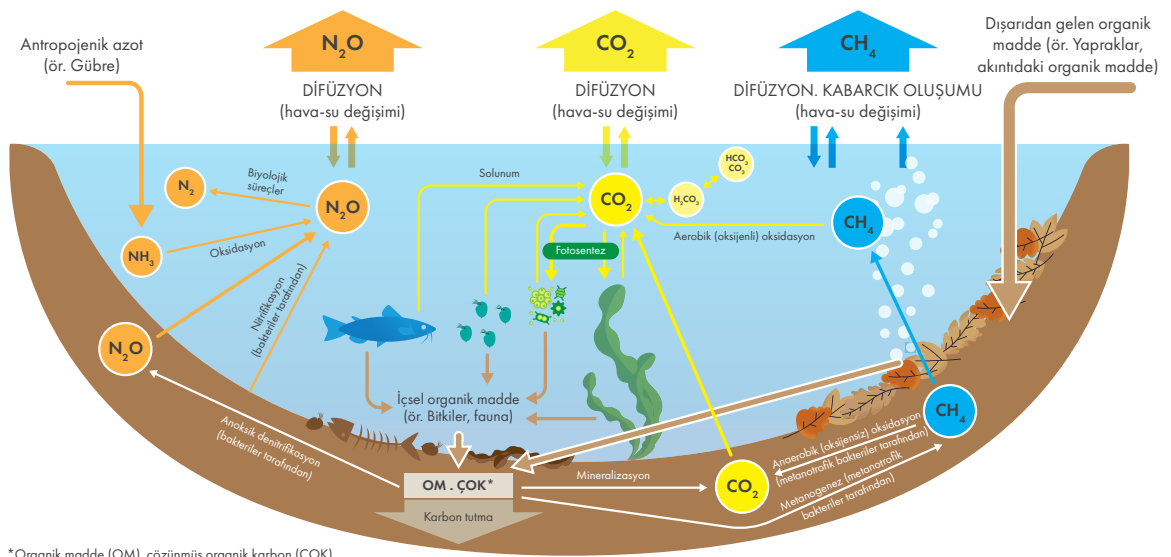 Antropojenik azot
(ör. Gübre)
N₂O
DİFÜZYON
(hava-su değişimi)
CO₂
DİFÜZYON
(hava-su değişimi)
CH₄
DİFÜZYON. KABARCIK OLUŞUMU
(hava-su değişimi)
Dışarıdan gelen organik
madde (ör. Yapraklar,
akıntıdaki organik madde)
N₂
Biyolojik
süreçler
N₂O
NH₃
Oksidasyon
Nitrifikasyon
(bakteriler tarafından)
N₂O
Anoksik denitrifikasyon
(bakteriler tarafından)
Solunum
CO₂
HCO₃
CO₃
H₂CO₃
Aerobik (oksijenli) oksidasyon
CH₄
Fotosentez
İçsel organik madde
(ör. Bitkiler, fauna)
OM . ÇOK*
Karbon tutma
Mineralizasyon
CO₂
CH₄
Anaerobik (oksijensiz) oksidasyon
(metanotrofik bakteriler tarafından)
Metanogenez (metanotrofik
bakteriler tarafından)
*Organik madde (OM), çözünmüş organik karbon (ÇOK)